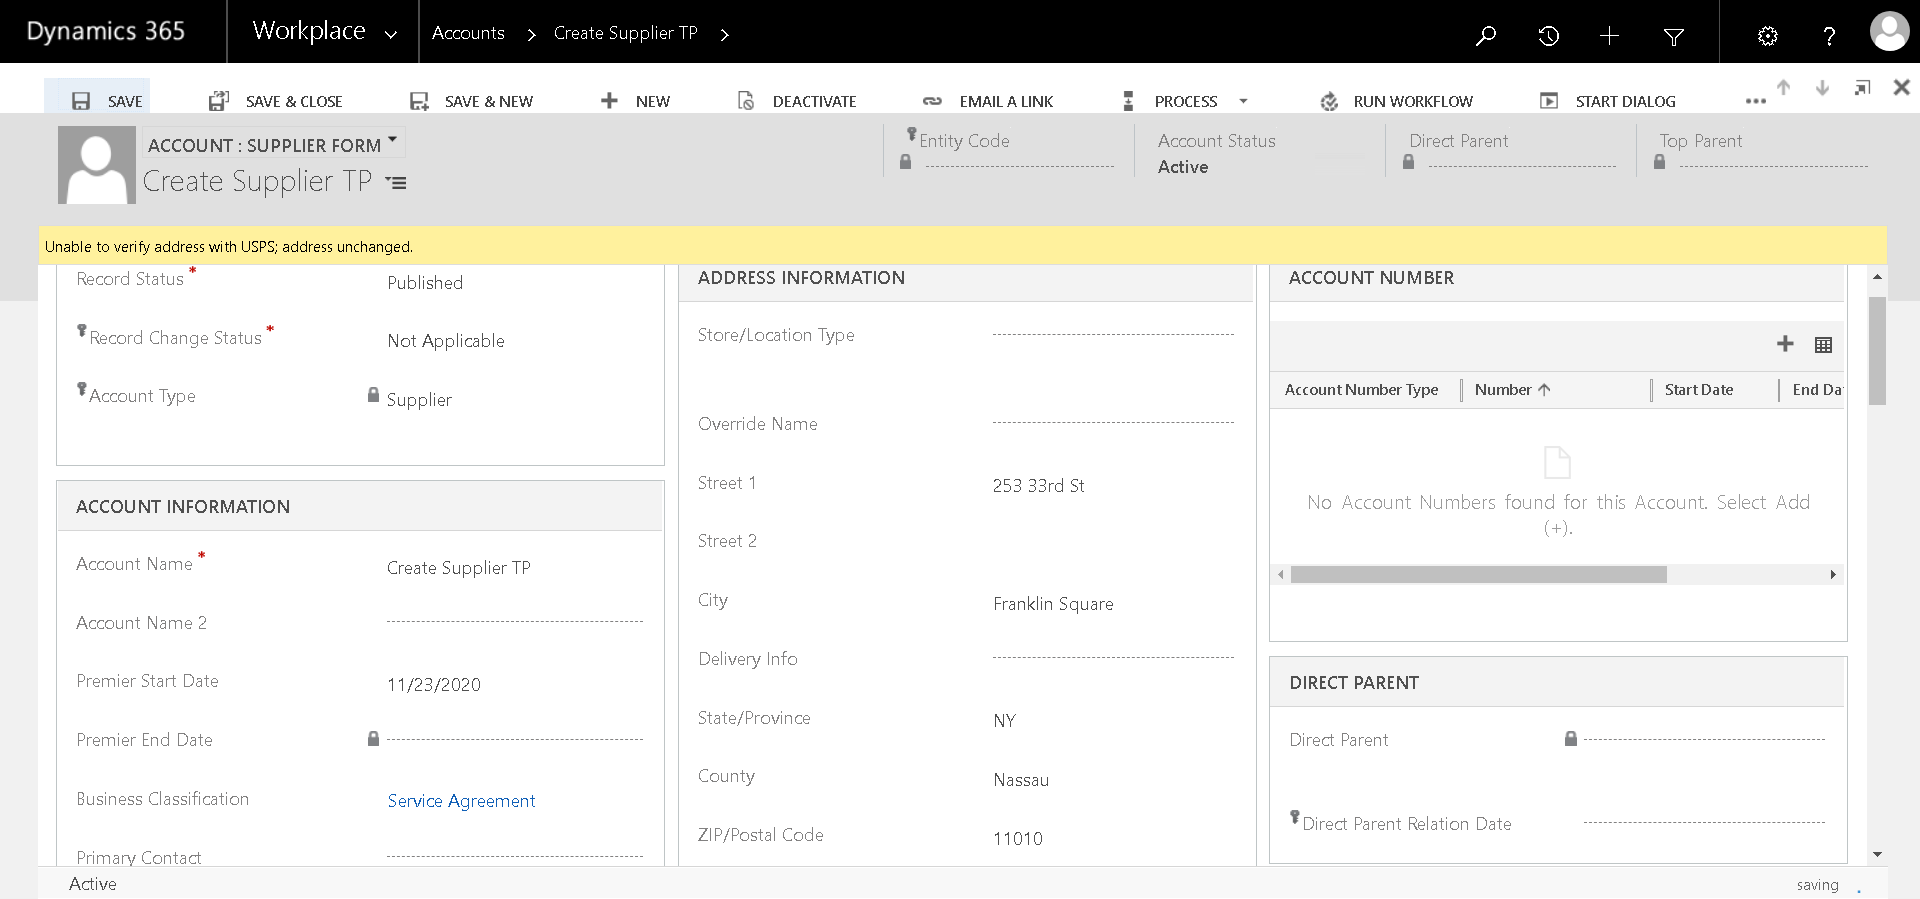 Dynamics 365
Workplace
Accounts
Create Supplier TP
SAVE
SAVE & CLOSE
SAVE & NEW
NEW
DEACTIVATE
EMAIL A LINK
PROCESS
RUN WORKFLOW
START DIALOG
ACCOUNT : SUPPLIER FORM
Create Supplier TP
Entity Code
Account Status
Active
Direct Parent
Top Parent
Unable to verify address with USPS; address unchanged.
Record Status * Published
Record Change Status * Not Applicable
Account Type Supplier
ACCOUNT INFORMATION
Account Name * Create Supplier TP
Account Name 2
Premier Start Date 11/23/2020
Premier End Date
Business Classification Service Agreement
Primary Contact
ADDRESS INFORMATION
Store/Location Type
Override Name
Street 1 253 33rd St
Street 2
City Franklin Square
Delivery Info
State/Province NY
County Nassau
ZIP/Postal Code 11010
ACCOUNT NUMBER
Account Number Type Number Start Date End Da
No Account Numbers found for this Account. Select Add
(+).
DIRECT PARENT
Direct Parent
Direct Parent Relation Date
Active
saving